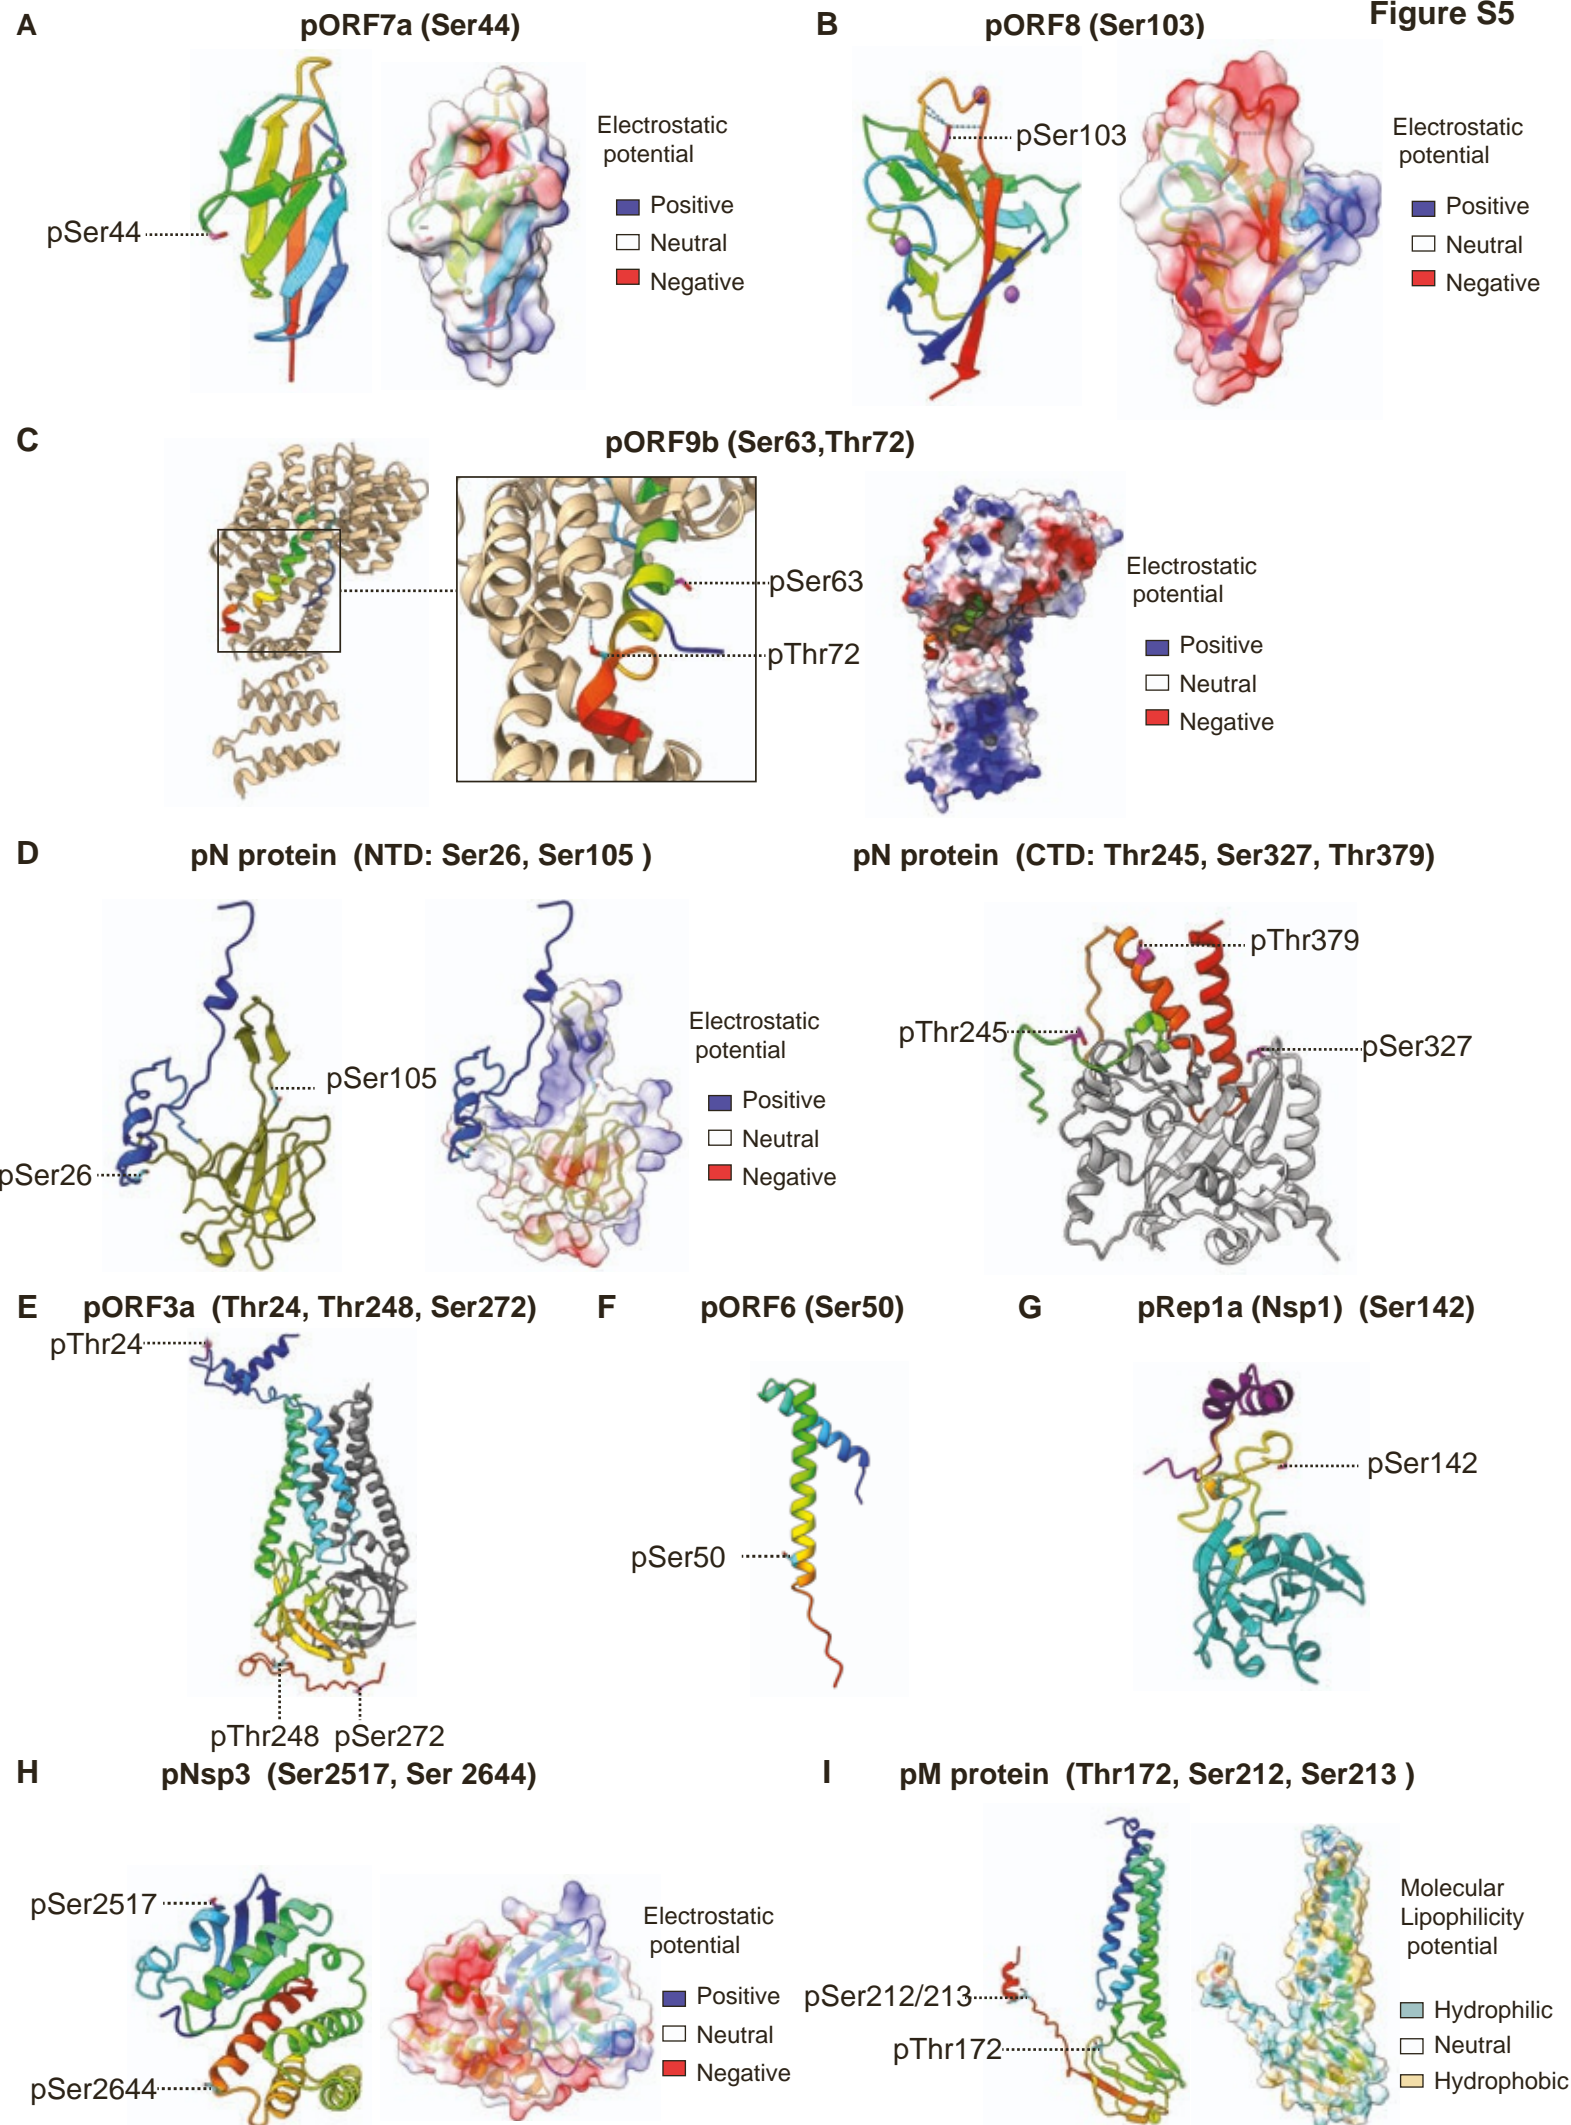 Figure S5
A
pORF7a (Ser44)
pSer44
Electrostatic
potential
Positive
Neutral
Negative
B
pORF8 (Ser103)
pSer103
Electrostatic
potential
Positive
Neutral
Negative
C
pORF9b (Ser63,Thr72)
pSer63
pThr72
Electrostatic
potential
Positive
Neutral
Negative
D
pN protein (NTD: Ser26, Ser105 )
pSer105
pSer26
Electrostatic
potential
Positive
Neutral
Negative
pN protein (CTD: Thr245, Ser327, Thr379)
pThr379
pThr245
pSer327
E
pORF3a (Thr24, Thr248, Ser272)
pThr24
pThr248 pSer272
F
pORF6 (Ser50)
pSer50
G
pRep1a (Nsp1) (Ser142)
pSer142
H
pNsp3 (Ser2517, Ser 2644)
pSer2517
pSer2644
Electrostatic
potential
Positive
Neutral
Negative
I
pM protein (Thr172, Ser212, Ser213 )
pSer212/213
pThr172
Molecular
Lipophilicity
potential
Hydrophilic
Neutral
Hydrophobic